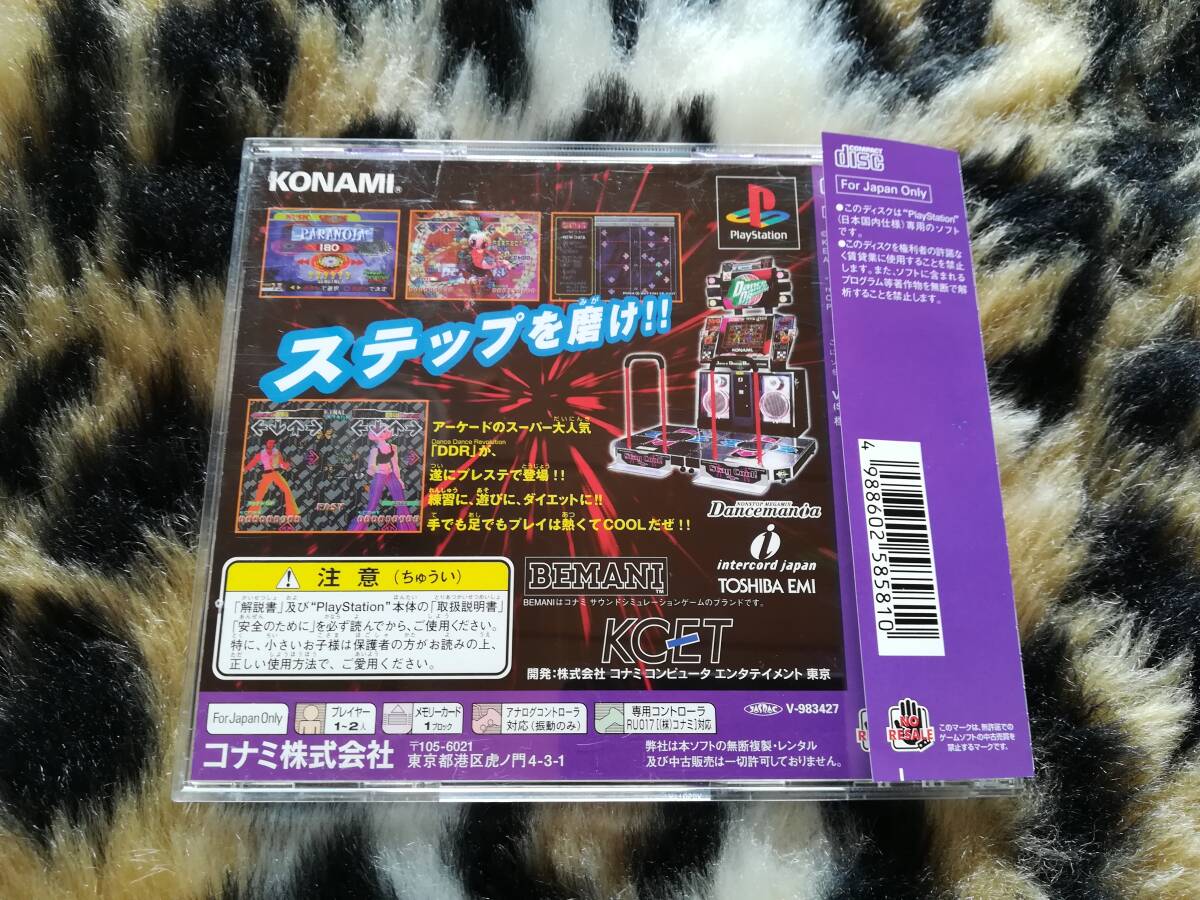 KONAMI®
PlayStation
PARANOIA
180
ステップを磨け!!
アーケードのスーパー大人気
Dance Dance Revolution
「DDR」が、
遂にプレステで登場!!
練習に、遊びに、ダイエットに!!
手でも足でもプレイは熱くてCOOLだぜ!!
KONAMI
Stay Cool!
Stay Cool!
NONSTOP MEGAMIX
Dancemania
intercord japan
TOSHIBA EMI
BEMANI™
BEMANIはコナミ サウンドシミュレーションゲームのブランドです。
KCET
開発:株式会社 コナミコンピュータ エンタテイメント 東京
注意(ちゅうい)
「解説書」及び“PlayStation”本体の「取扱説明書」
「安全のために」を必ず読んでから、ご使用ください。
特に、小さいお子様は保護者の方がお読みの上、
正しい使用方法で、ご愛用ください。
For Japan Only
プレイヤー
1~2人
メモリーカード
1ブロック
アナログコントローラ
対応(振動のみ)
専用コントローラ
RU017[(株)コナミ]対応
JASRAC
V-983427
コナミ株式会社
〒105-6021
東京都港区虎ノ門4-3-1
弊社は本ソフトの無断複製・レンタル
及び中古販売は一切許可しておりません。
COMPACT
disc
For Japan Only
●このディスクは“PlayStation”
(日本国内仕様)専用のソフト
です。
●このディスクを権利者の許諾な
く賃貸業に使用することを禁止
します。また、ソフトに含まれる
プログラム等著作物を無断で解
析することを禁止します。
4 988602 585810
NO
RESALE
このマークは、無許諾での
ゲームソフトの中古売買を
禁止するマークです。